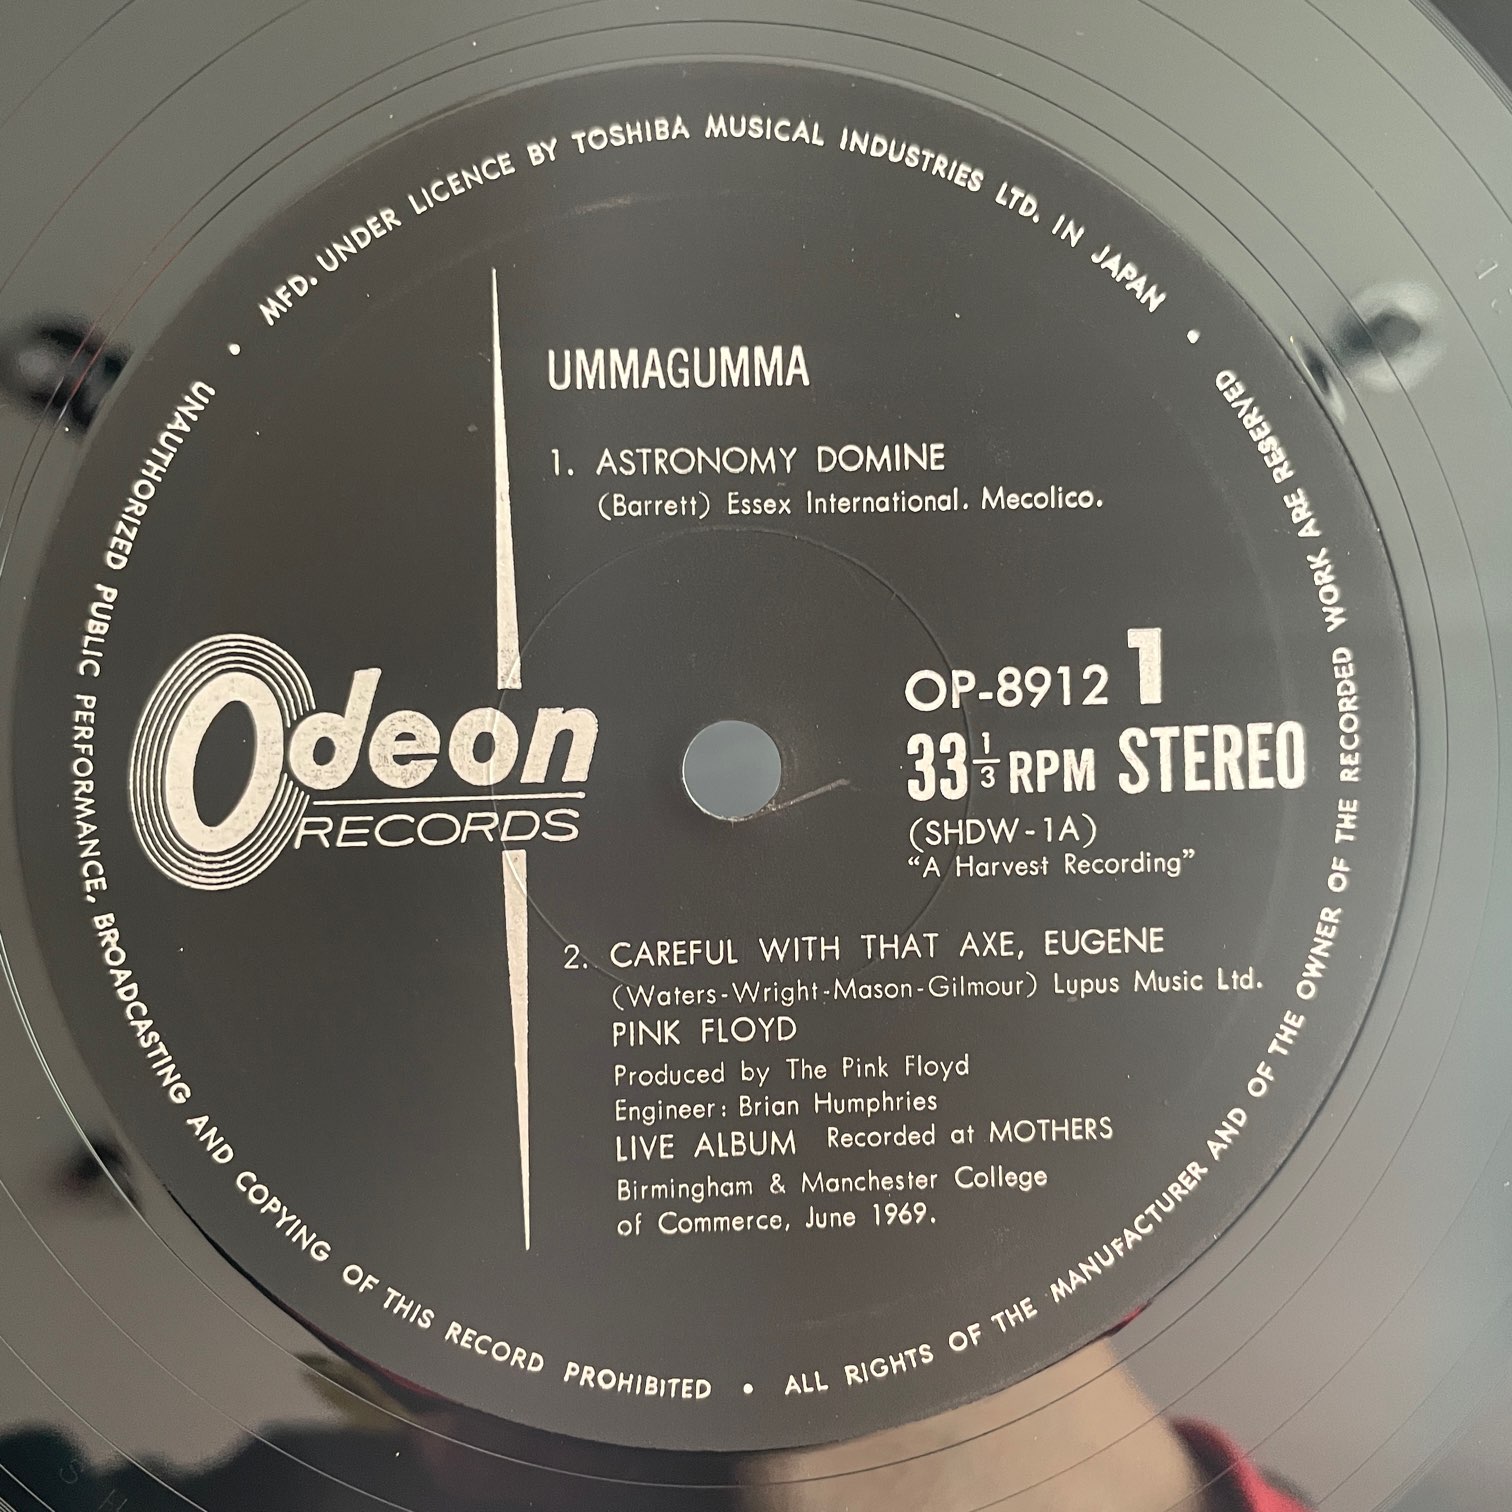 MFD. UNDER LICENCE BY TOSHIBA MUSICAL INDUSTRIES LTD. IN JAPAN •
UMMAGUMMA
1. ASTRONOMY DOMINE
(Barrett) Essex International. Mecolico.
Odeon
RECORDS
OP-8912 1
33 1/3 RPM STEREO
(SHDW-1A)
“A Harvest Recording”
2. CAREFUL WITH THAT AXE, EUGENE
(Waters-Wright-Mason-Gilmour) Lupus Music Ltd.
PINK FLOYD
Produced by The Pink Floyd
Engineer: Brian Humphries
LIVE ALBUM Recorded at MOTHERS
Birmingham & Manchester College
of Commerce, June 1969.
UNAUTHORIZED PUBLIC PERFORMANCE, BROADCASTING AND COPYING OF THIS RECORD PROHIBITED •
ALL RIGHTS OF THE MANUFACTURER AND OF THE OWNER OF THE RECORDED WORK ARE RESERVED •